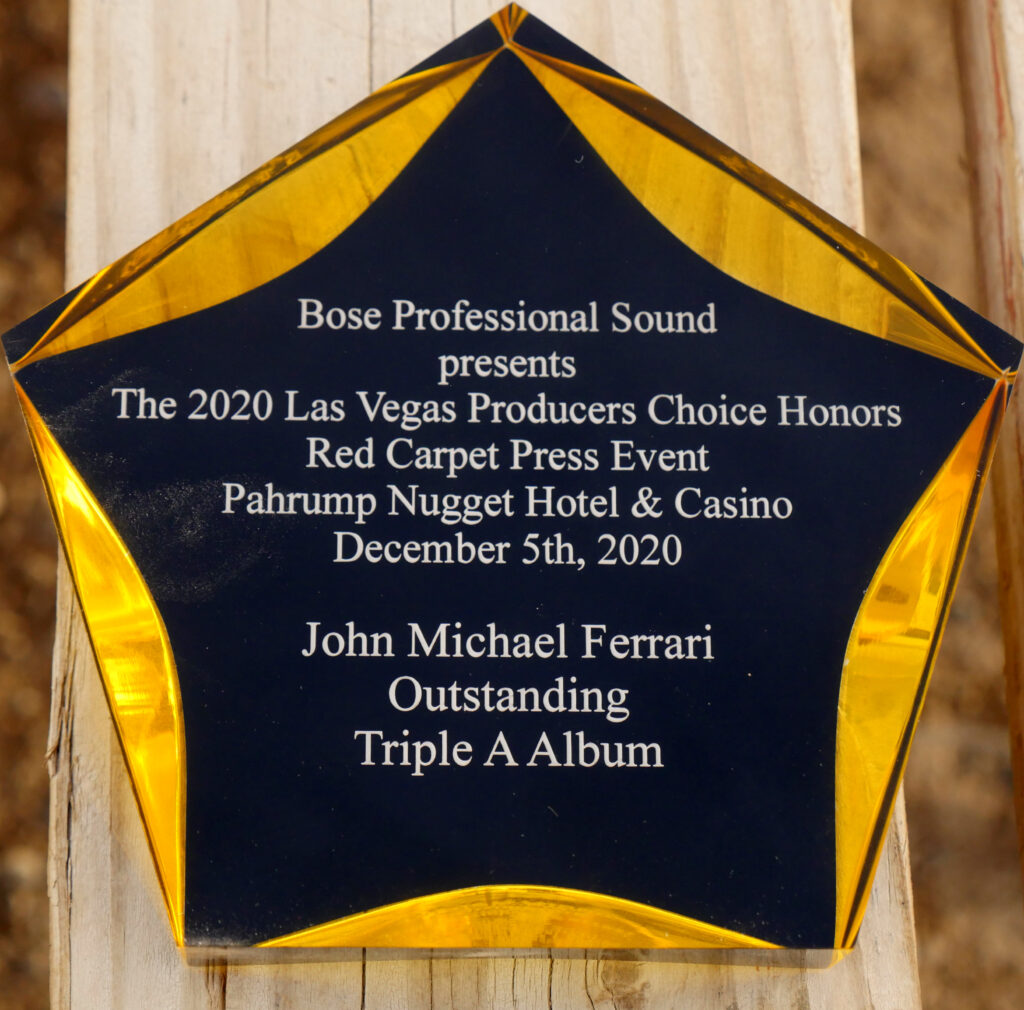 Bose Professional Sound
presents
The 2020 Las Vegas Producers Choice Honors
Red Carpet Press Event
Pahrump Nugget Hotel & Casino
December 5th, 2020
John Michael Ferrari
Outstanding
Triple A Album